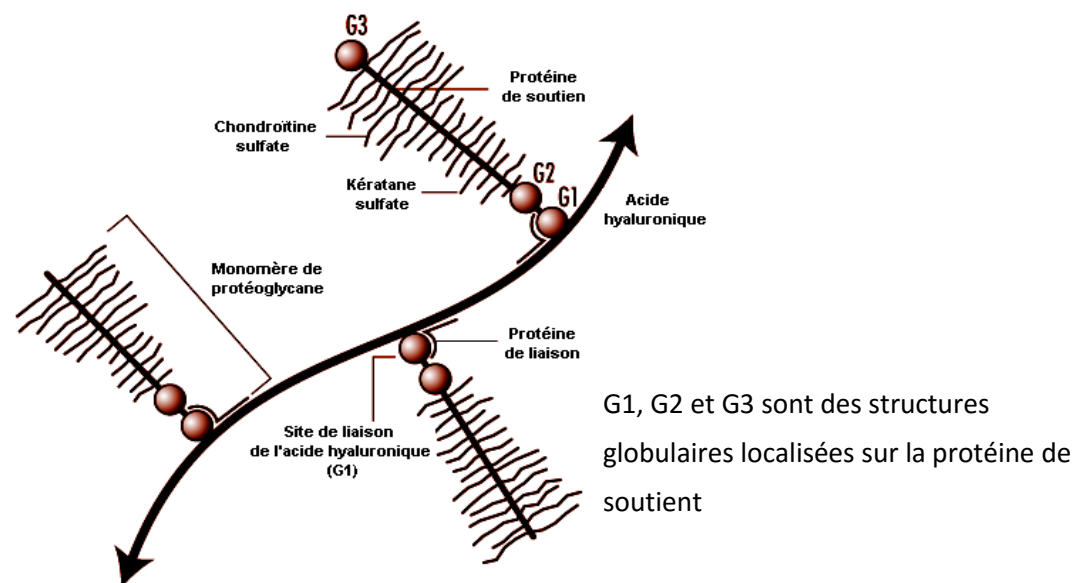 G3
Protéine
de soutien
Chondroïtine
sulfate
G2
G1
Kératane
sulfate
Acide
hyaluronique
Monomère de
protéoglycane
Protéine
de liaison
Site de liaison
de l'acide hyaluronique
(G1)
G1, G2 et G3 sont des structures
globulaires localisées sur la protéine de
soutient